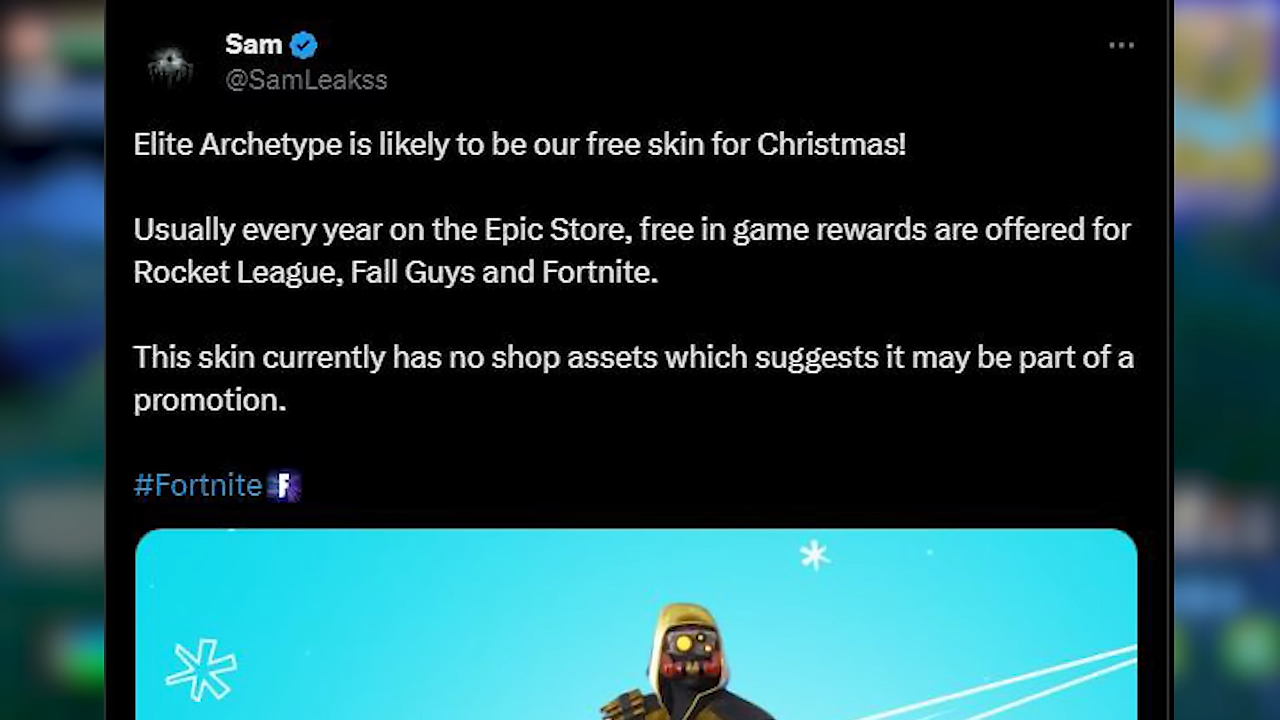 Sam
@SamLeakss
Elite Archetype is likely to be our free skin for Christmas!
Usually every year on the Epic Store, free in game rewards are offered for
Rocket League, Fall Guys and Fortnite.
This skin currently has no shop assets which suggests it may be part of a
promotion.
#Fortnite F